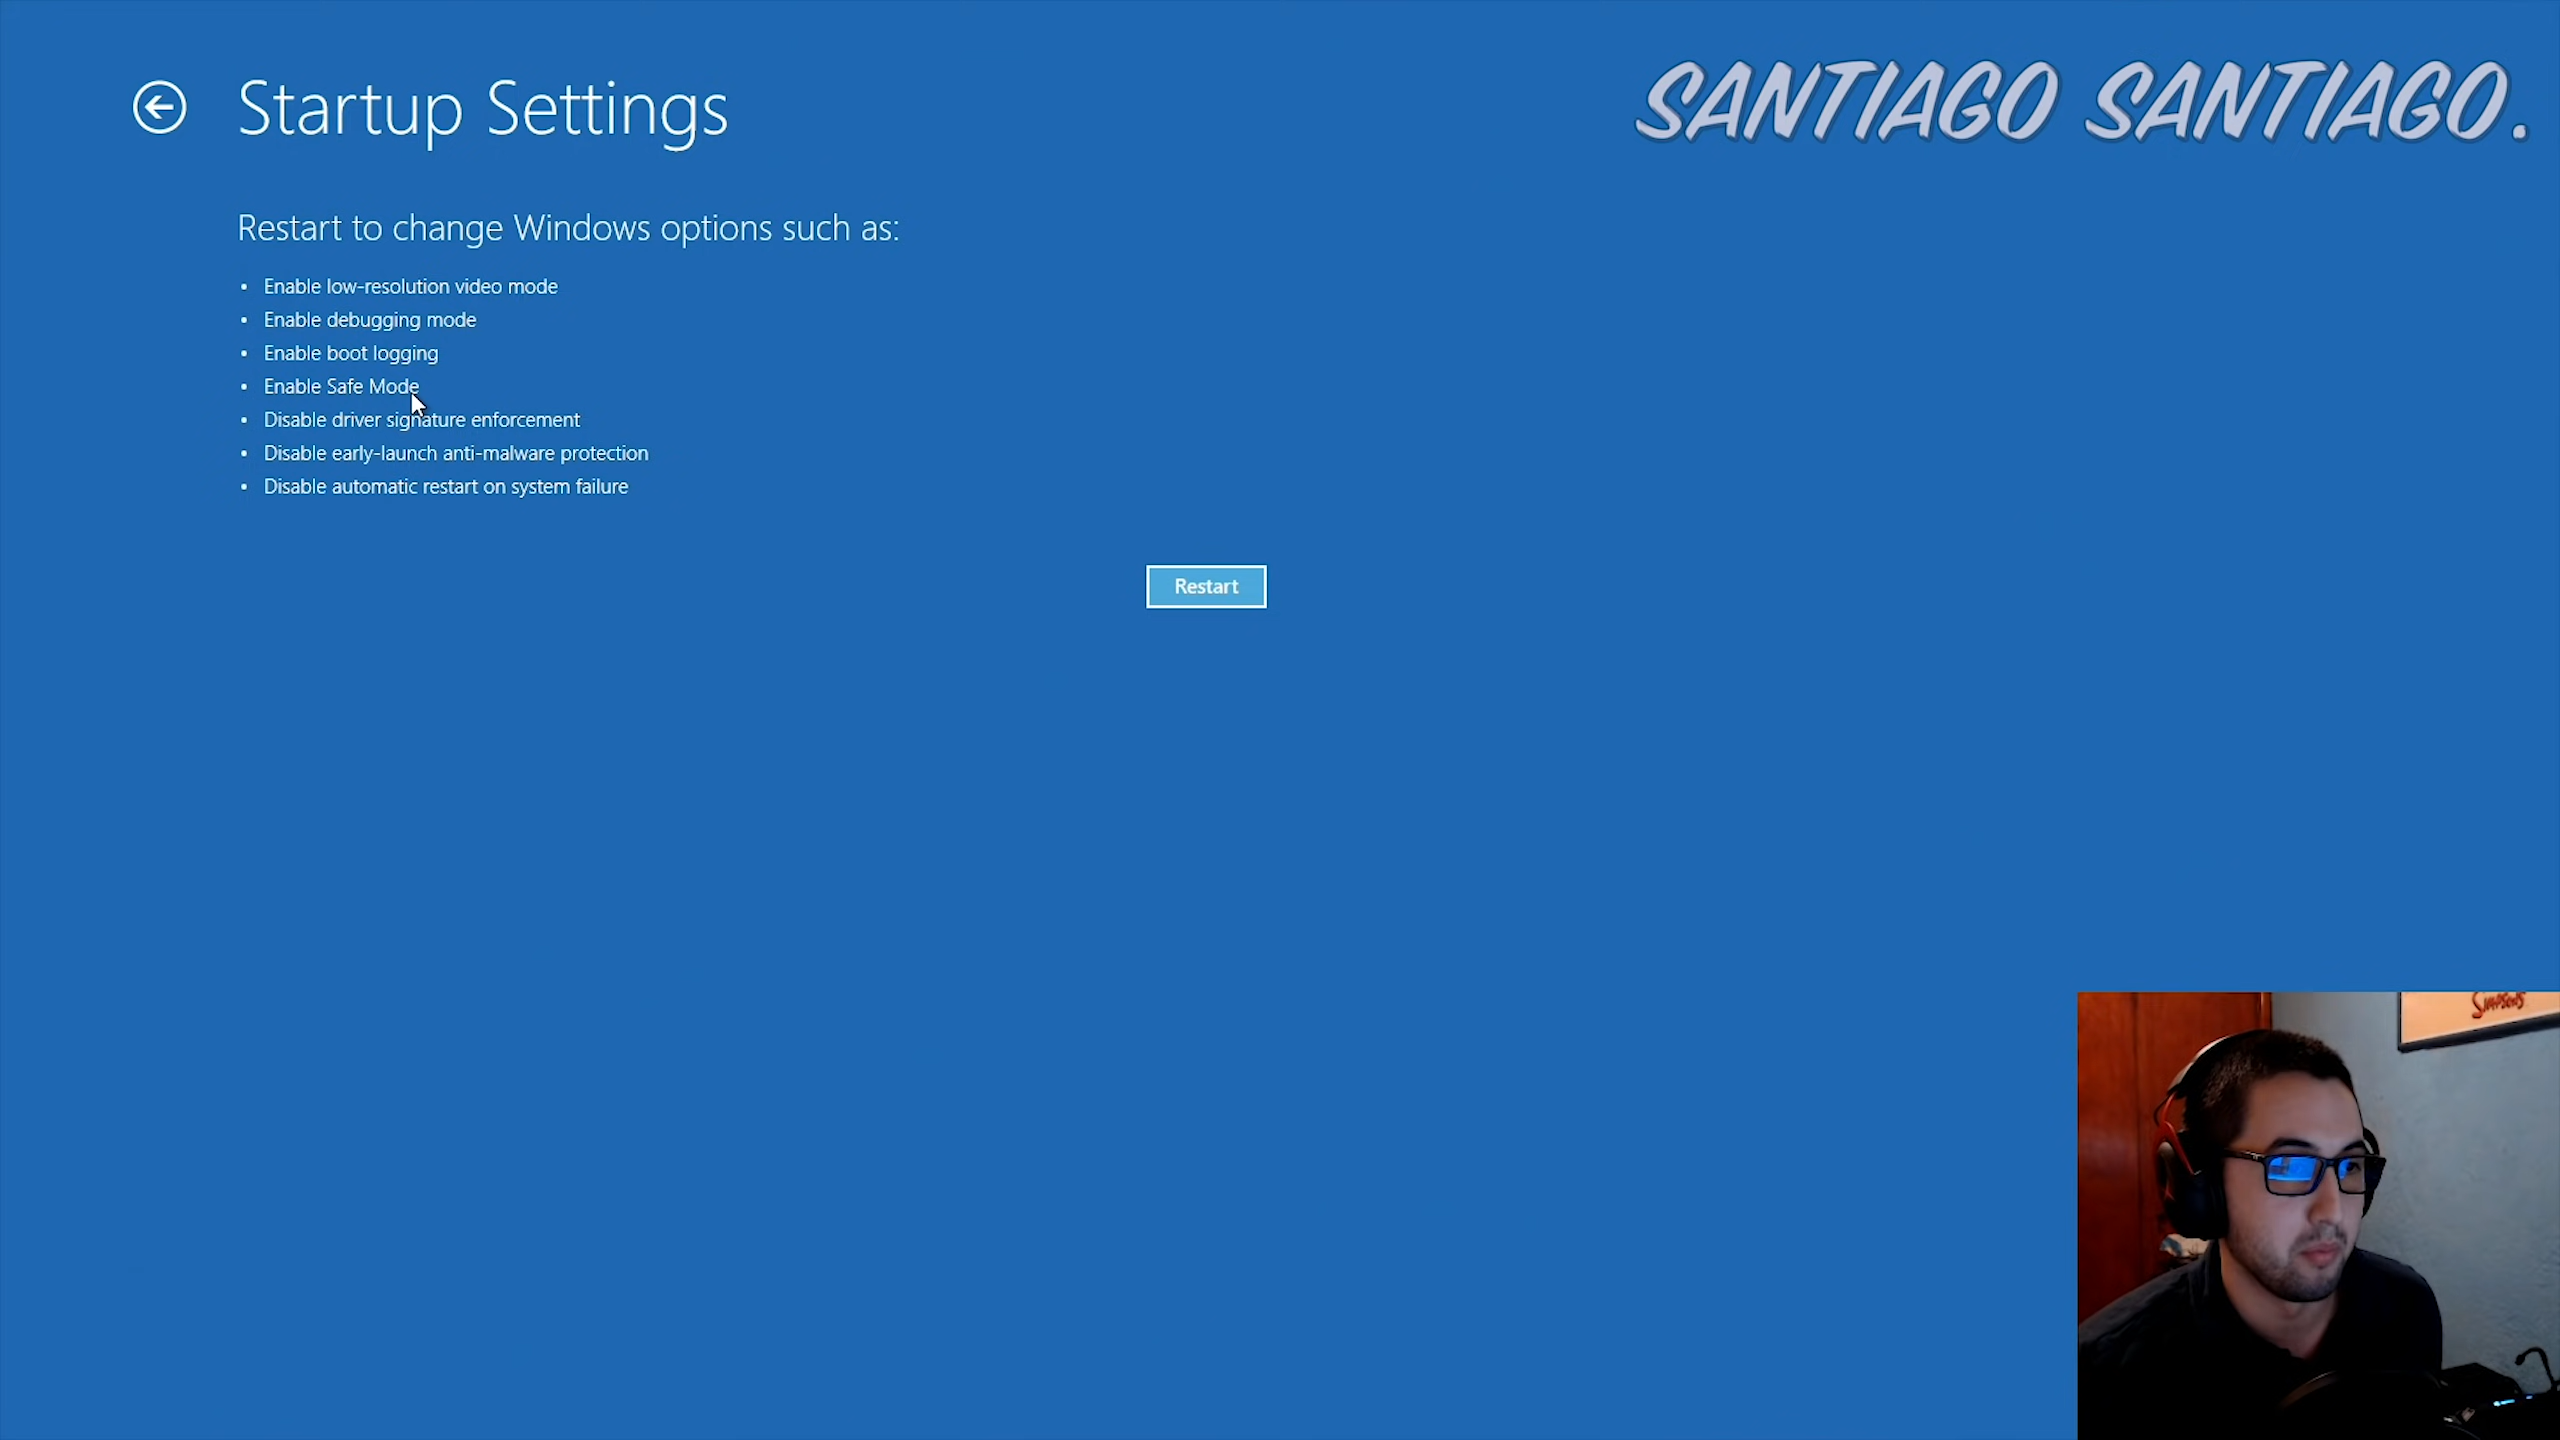 Startup Settings
SANTIAGO SANTIAGO.
Restart to change Windows options such as:
• Enable low-resolution video mode
• Enable debugging mode
• Enable boot logging
• Enable Safe Mode
• Disable driver signature enforcement
• Disable early-launch anti-malware protection
• Disable automatic restart on system failure
Restart
SIMPSONS